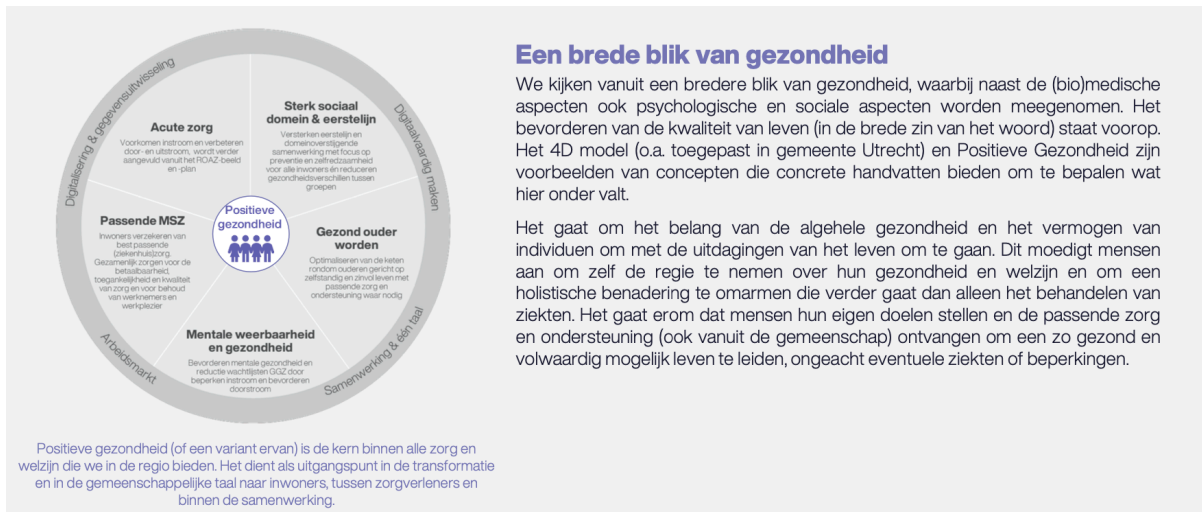 Digitalisering & gegevensuitwisseling
Digitaalvaardig maken
Samenwerking & één taal
Arbeidsmarkt
Acute zorg
Voorkomen instroom en verbeteren
door- en uitstroom, wordt verder
aangevuld vanuit het ROAZ-beeld
en -plan
Sterk sociaal
domein & eerstelijn
Versterken eerstelijn en
domeinoverstijgende
samenwerking met focus op
preventie en zelfredzaamheid
voor alle inwoners én reduceren
gezondheidsverschillen tussen
groepen
Positieve
gezondheid
Passende MSZ
Inwoners verzekeren van
best passende
(ziekenhuis)zorg.
Gezamenlijk zorgen voor de
betaalbaarheid,
toegankelijkheid en kwaliteit
van zorg en voor behoud
van werknemers en
werkplezier
Gezond ouder
worden
Optimaliseren van de keten
rondom ouderen gericht op
zelfstandig en zinvol leven met
passende zorg en
ondersteuning waar nodig
Mentale weerbaarheid
en gezondheid
Bevorderen mentale gezondheid en
reductie wachtlijsten GGZ door
beperken instroom en bevorderen
doorstroom
Positieve gezondheid (of een variant ervan) is de kern binnen alle zorg en
welzijn die we in de regio bieden. Het dient als uitgangspunt in de transformatie
en in de gemeenschappelijke taal naar inwoners, tussen zorgverleners en
binnen de samenwerking.
Een brede blik van gezondheid
We kijken vanuit een bredere blik van gezondheid, waarbij naast de (bio)medische
aspecten ook psychologische en sociale aspecten worden meegenomen. Het
bevorderen van de kwaliteit van leven (in de brede zin van het woord) staat voorop.
Het 4D model (o.a. toegepast in gemeente Utrecht) en Positieve Gezondheid zijn
voorbeelden van concepten die concrete handvatten bieden om te bepalen wat
hier onder valt.
Het gaat om het belang van de algehele gezondheid en het vermogen van
individuen om met de uitdagingen van het leven om te gaan. Dit moedigt mensen
aan om zelf de regie te nemen over hun gezondheid en welzijn en om een
holistische benadering te omarmen die verder gaat dan alleen het behandelen van
ziekten. Het gaat erom dat mensen hun eigen doelen stellen en de passende zorg
en ondersteuning (ook vanuit de gemeenschap) ontvangen om een zo gezond en
volwaardig mogelijk leven te leiden, ongeacht eventuele ziekten of beperkingen.